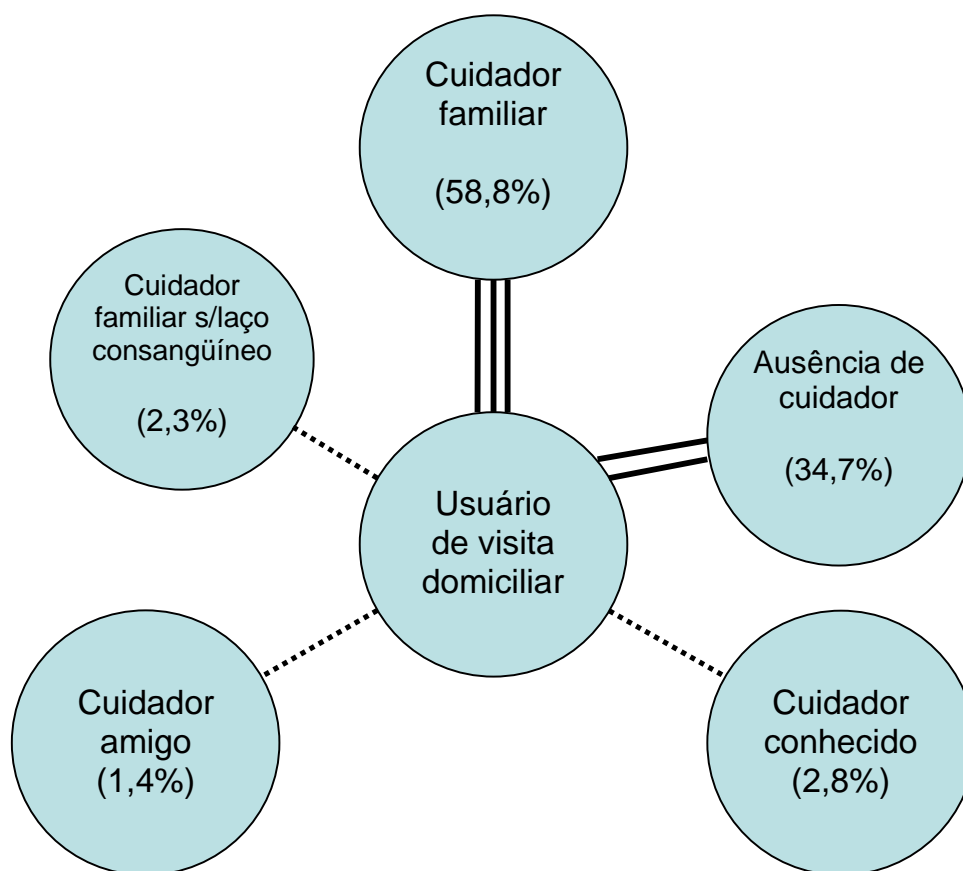 Cuidador
familiar
(58,8%)
Cuidador
familiar s/laço
consangüíneo
(2,3%)
Ausência de
cuidador
(34,7%)
Usuário
de visita
domiciliar
Cuidador
amigo
(1,4%)
Cuidador
conhecido
(2,8%)